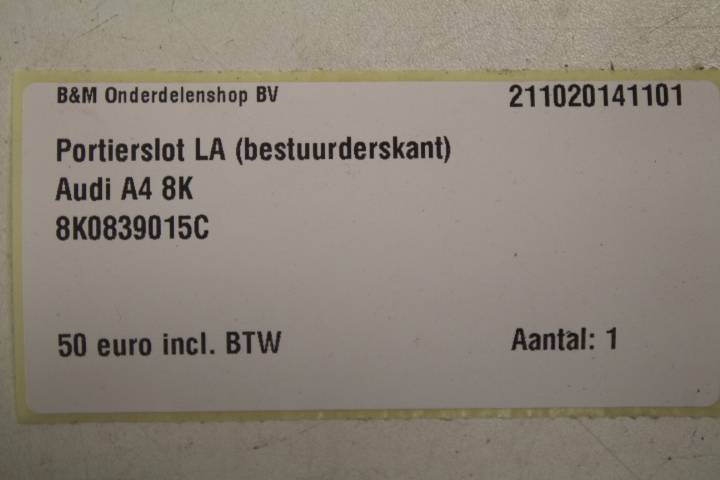 B&M Onderdelenshop BV 211020141101
Portierslot LA (bestuurderskant)
Audi A4 8K
8K0839015C
50 euro incl. BTW Aantal: 1